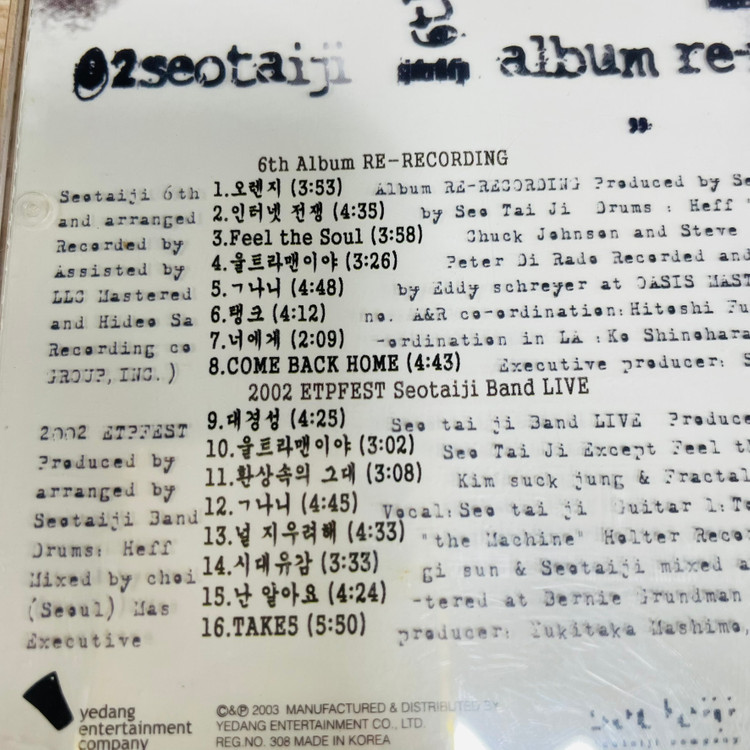 02seotaiji 6th album re-
”
6th Album RE-RECORDING
Seotaiji 6th 1.오렌지 (3:53) Album RE-RECORDING Produced by Se
and arranged 2.인터넷 전쟁 (4:35) by Seo Tai Ji Drums : Heff "
Recorded by 3.Feel the Soul (3:58) Chuck Johnson and Steve
Assisted by 4.울트라맨이야 (3:26) Peter Di Rado Recorded and
LLC Mastered 5.ㄱ나니 (4:48) by Eddy schreyer at OASIS MAST
and Hideo Sa 6.탱크 (4:12) no. A&R co-ordination:Hitoshi Fu
Recording co 7.너에게 (2:09) -ordination in LA :Ko Shinohara
GROUP,INC.) 8.COME BACK HOME (4:43) Executive producer: S
2002 ETPFEST Seotaiji Band LIVE
2002 ETPFEST 9.대경성 (4:25) Seo tai ji Band LIVE Produce
Produced by 10.울트라맨이야 (3:02) Seo Tai Ji Except Feel th
arranged by 11.환상속의 그대 (3:08) Kim suck jung & Fractal
Seotaiji Band 12.ㄱ나니 (4:45) Vocal:Seo tai ji Guitar 1:To
Drums: Heff 13.널 지우려해 (4:33) "the Machine" Holter Reco
Mixed by choi 14.시대유감 (3:33) gi sun & Seotaiji mixed a
(Seoul) Mas 15.난 알아요 (4:24) -tered at Bernie Grundman
Executive 16.TAKE5 (5:50) producer: Yukitaka Mashimo,
yedang
entertainment
company
©&℗ 2003 MANUFACTURED & DISTRIBUTED BY
YEDANG ENTERTAINMENT CO., LTD.
REG.NO. 308 MADE IN KOREA